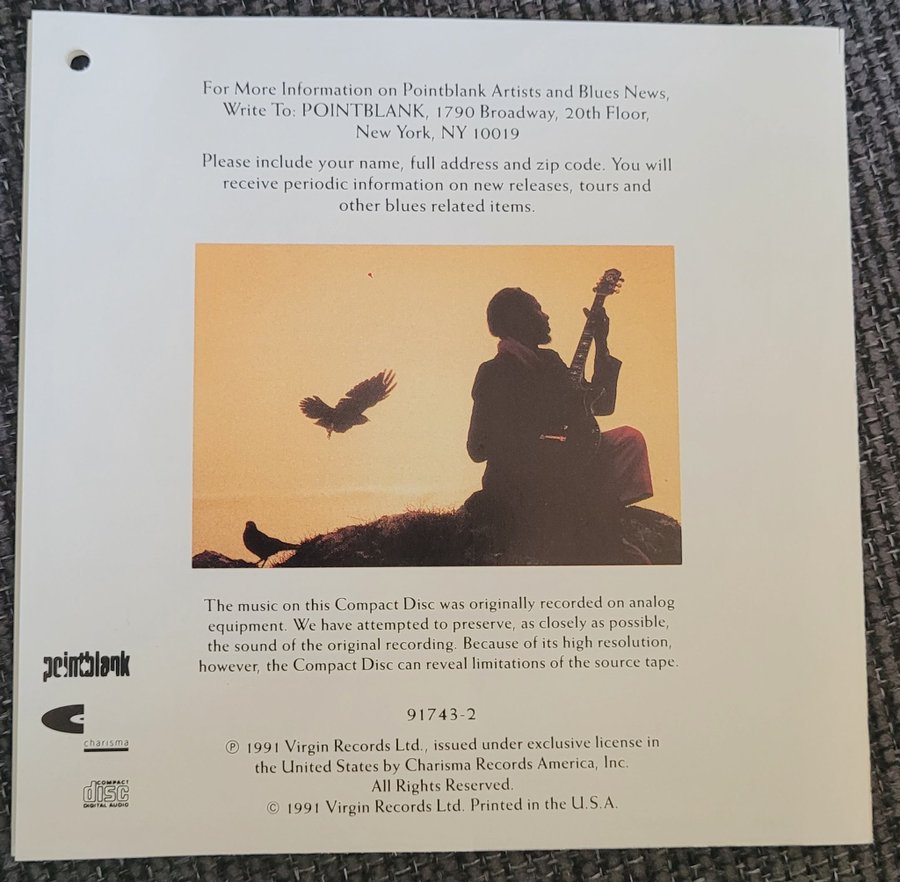 For More Information on Pointblank Artists and Blues News,
Write To: POINTBLANK, 1790 Broadway, 20th Floor,
New York, NY 10019
Please include your name, full address and zip code. You will
receive periodic information on new releases, tours and
other blues related items.
The music on this Compact Disc was originally recorded on analog
equipment. We have attempted to preserve, as closely as possible,
the sound of the original recording. Because of its high resolution,
however, the Compact Disc can reveal limitations of the source tape.
pointblank
charisma
COMPACT
disc
DIGITAL AUDIO
91743-2
℗ 1991 Virgin Records Ltd., issued under exclusive license in
the United States by Charisma Records America, Inc.
All Rights Reserved.
© 1991 Virgin Records Ltd. Printed in the U.S.A.